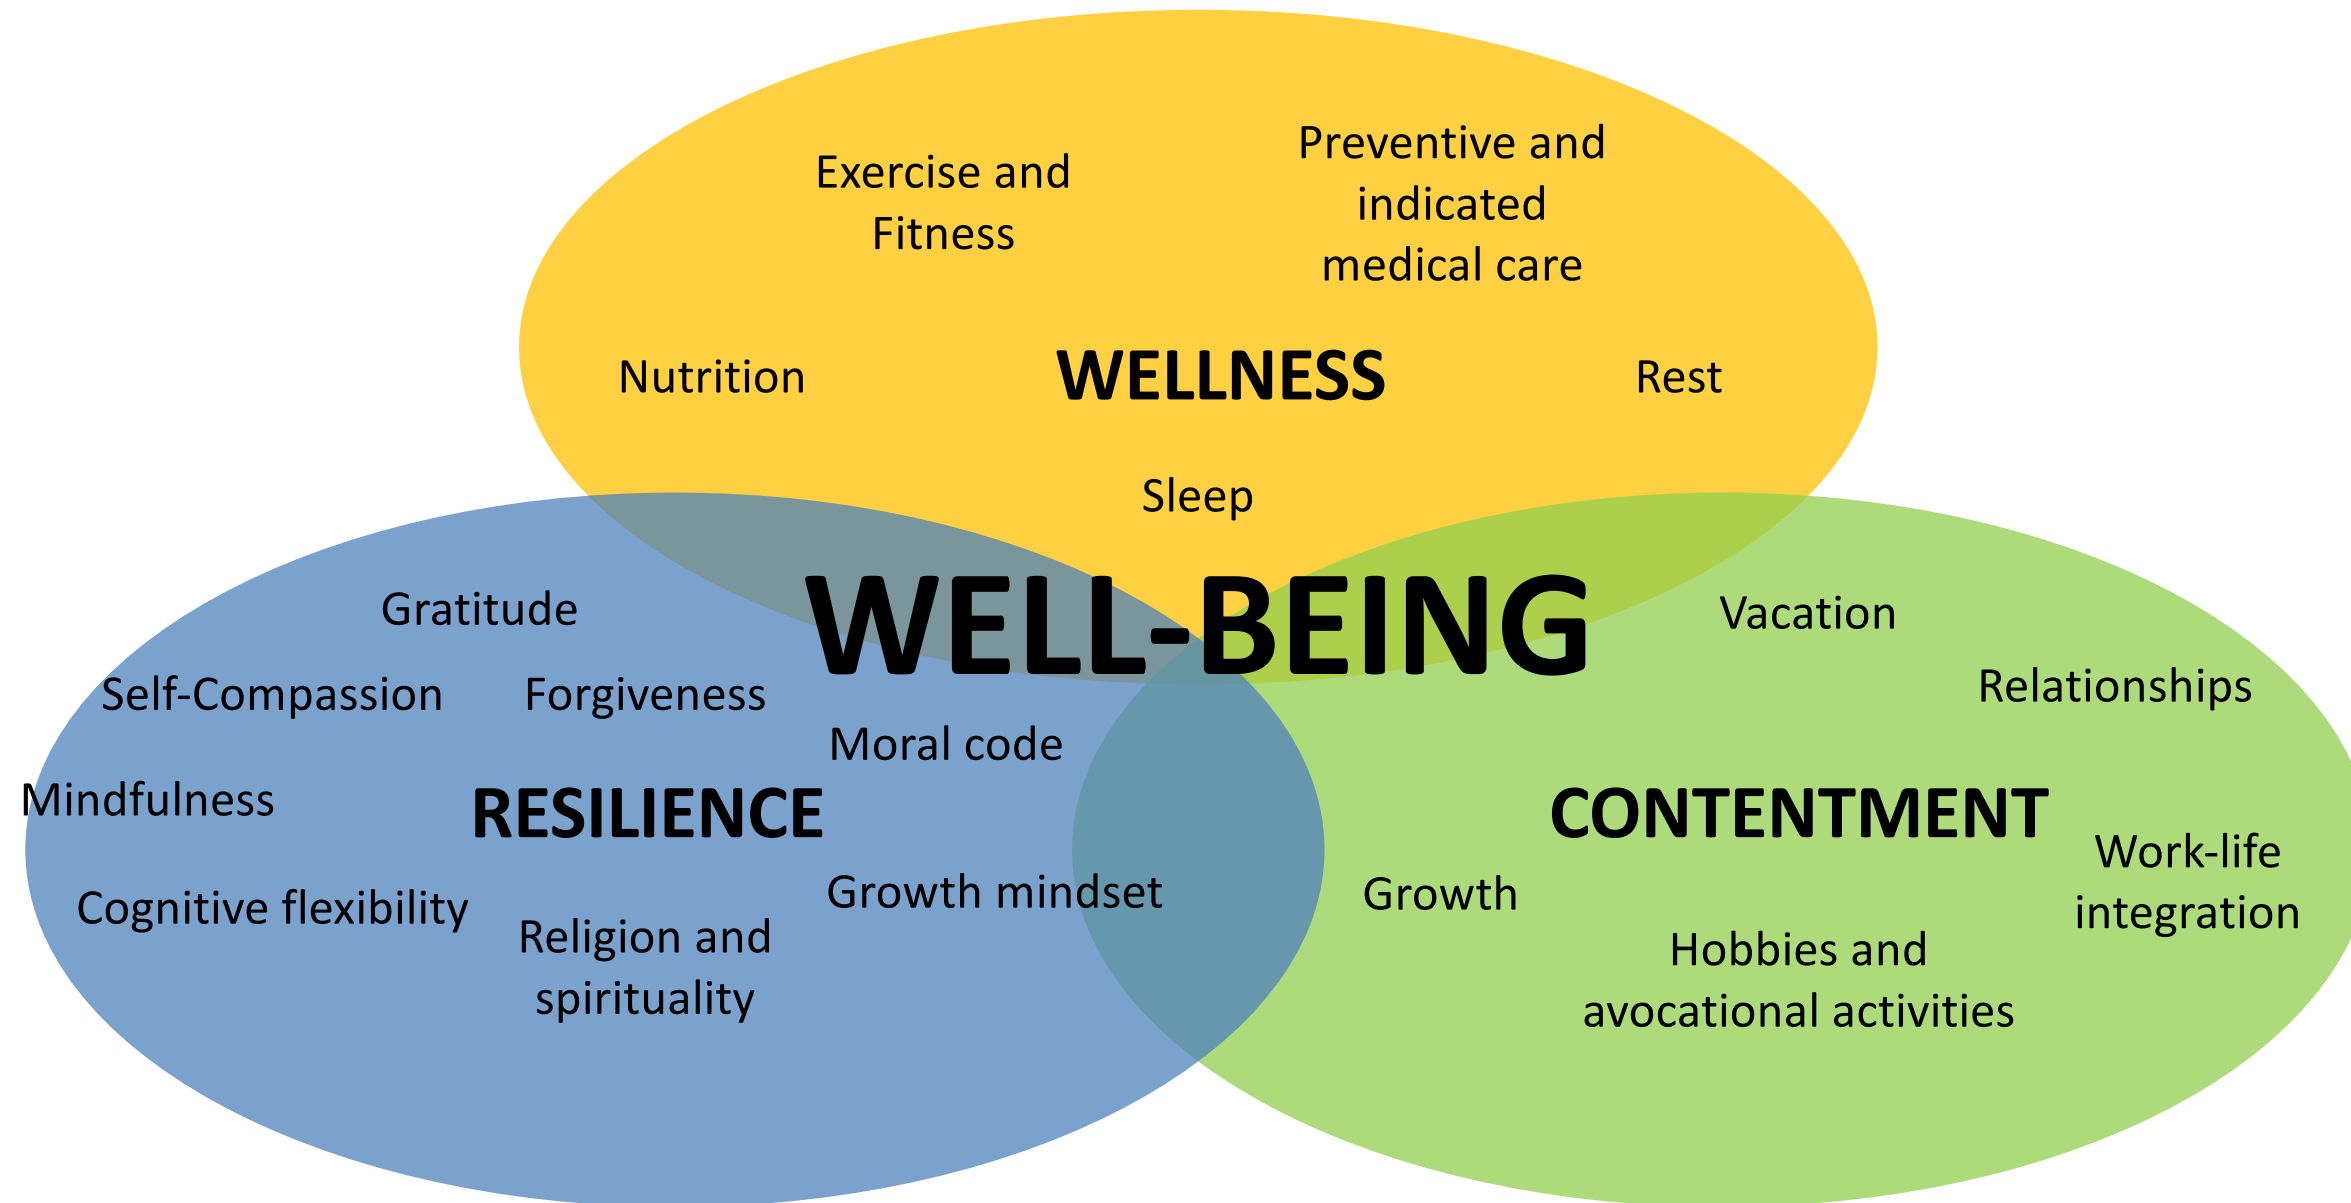 Exercise and
Fitness
Preventive and
indicated
medical care
Nutrition
WELLNESS
Rest
Sleep
WELL-BEING
Gratitude
Self-Compassion
Forgiveness
Moral code
Mindfulness
RESILIENCE
Growth mindset
Cognitive flexibility
Religion and
spirituality
Vacation
Relationships
CONTENTMENT
Work-life
integration
Growth
Hobbies and
avocational activities